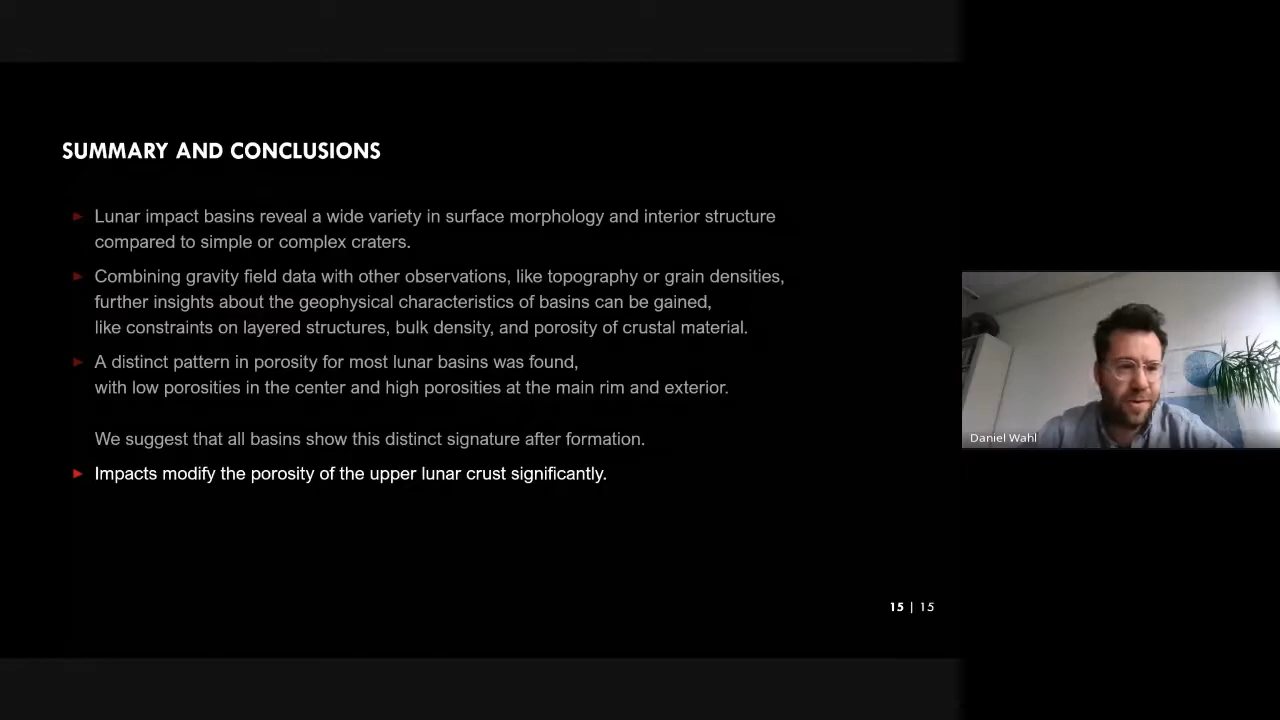 SUMMARY AND CONCLUSIONS
► Lunar impact basins reveal a wide variety in surface morphology and interior structure
compared to simple or complex craters.
► Combining gravity field data with other observations, like topography or grain densities,
further insights about the geophysical characteristics of basins can be gained,
like constraints on layered structures, bulk density, and porosity of crustal material.
► A distinct pattern in porosity for most lunar basins was found,
with low porosities in the center and high porosities at the main rim and exterior.
We suggest that all basins show this distinct signature after formation.
► Impacts modify the porosity of the upper lunar crust significantly.
15 | 15
Daniel Wahl